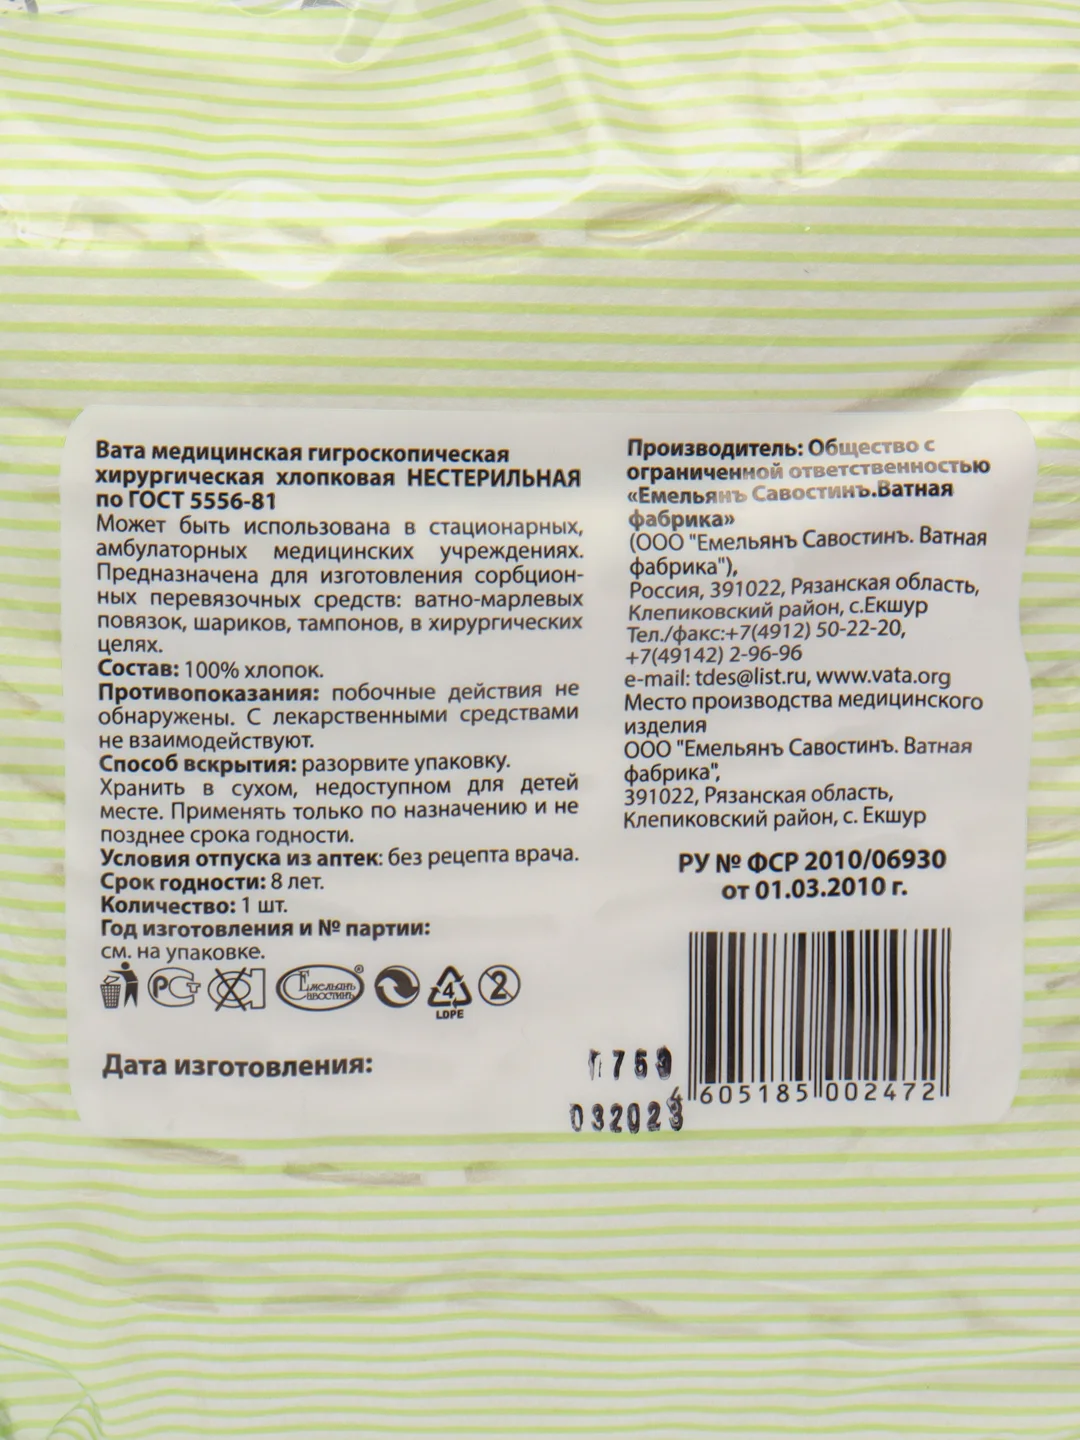 Вата медицинская гигроскопическая
хирургическая хлопковая НЕСТЕРИЛЬНАЯ
по ГОСТ 5556-81
Может быть использована в стационарных,
амбулаторных медицинских учреждениях.
Предназначена для изготовления сорбцион-
ных перевязочных средств: ватно-марлевых
повязок, шариков, тампонов, в хирургических
целях.
Состав: 100% хлопок.
Противопоказания: побочные действия не
обнаружены. С лекарственными средствами
не взаимодействуют.
Способ вскрытия: разорвите упаковку.
Хранить в сухом, недоступном для детей
месте. Применять только по назначению и не
позднее срока годности.
Условия отпуска из аптек: без рецепта врача.
Срок годности: 8 лет.
Количество: 1 шт.
Год изготовления и № партии:
см. на упаковке.
РСТ
Емельянъ
Савостинъ
®
4
LDPE
2
Дата изготовления:
Производитель: Общество с
ограниченной ответственностью
«Емельянъ Савостинъ.Ватная
фабрика»
(ООО "Емельянъ Савостинъ. Ватная
фабрика"),
Россия, 391022, Рязанская область,
Клепиковский район, с.Екшур
Тел./факс:+7(4912) 50-22-20,
+7(49142) 2-96-96
e-mail: tdes@list.ru, www.vata.org
Место производства медицинского
изделия
ООО "Емельянъ Савостинъ. Ватная
фабрика",
391022, Рязанская область,
Клепиковский район, с. Екшур
РУ № ФСР 2010/06930
от 01.03.2010 г.
4 605185 002472
032023